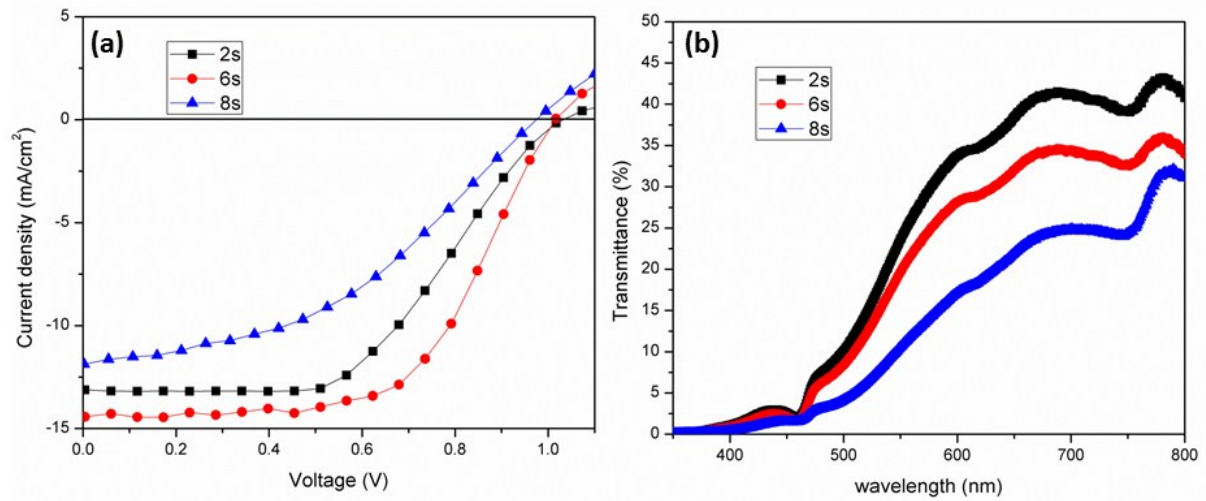 (a)
2s
6s
8s
5
0
-5
-10
-15
0.0 0.2 0.4 0.6 0.8 1.0
Voltage (V)
Current density (mA/cm²)
(b)
2s
6s
8s
50
45
40
35
30
25
20
15
10
5
0
400 500 600 700 800
wavelength (nm)
Transmittance (%)